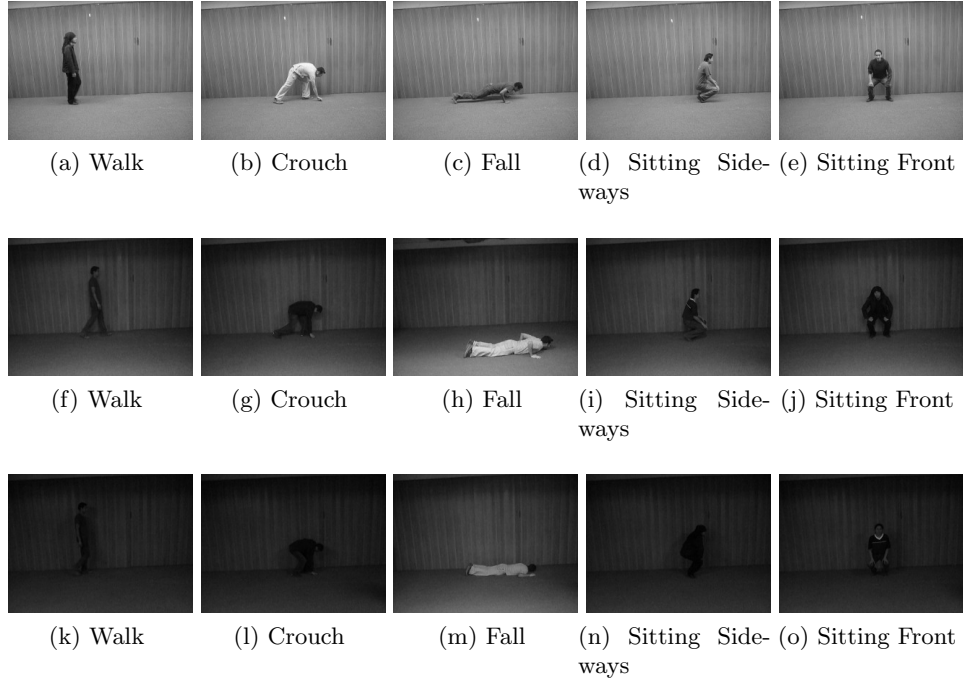 (a) Walk
(b) Crouch
(c) Fall
(d) Sitting Side-
ways
(e) Sitting Front
(f) Walk
(g) Crouch
(h) Fall
(i) Sitting Side-
ways
(j) Sitting Front
(k) Walk
(l) Crouch
(m) Fall
(n) Sitting Side-
ways
(o) Sitting Front